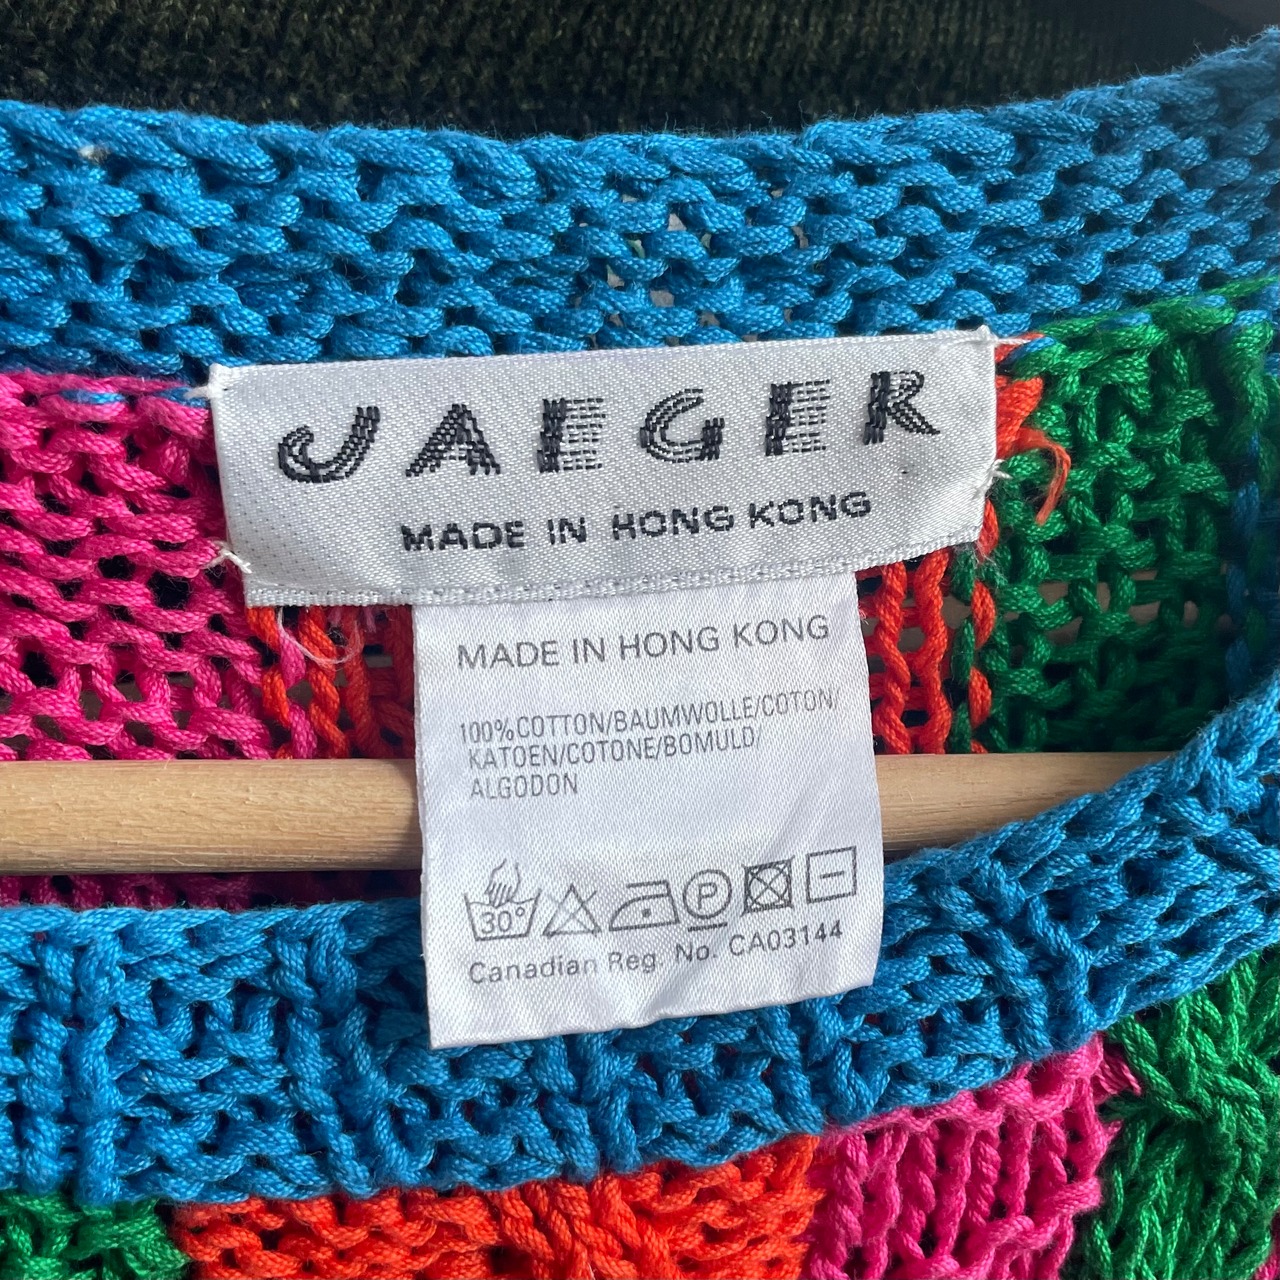 JAEGER
MADE IN HONG KONG
MADE IN HONG KONG
100%COTTON/BAUMWOLLE/COTON/
KATOEN/COTONE/BOMULD/
ALGODON
30°
P
Canadian Reg. No. CA03144